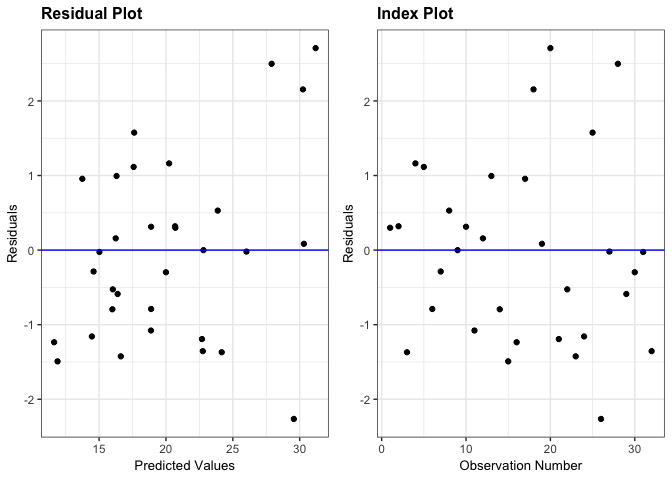 Residual Plot
2
1
0
-1
-2
Residuals
15 20 25 30
Predicted Values
Index Plot
2
1
0
-1
-2
Residuals
0 10 20 30
Observation Number